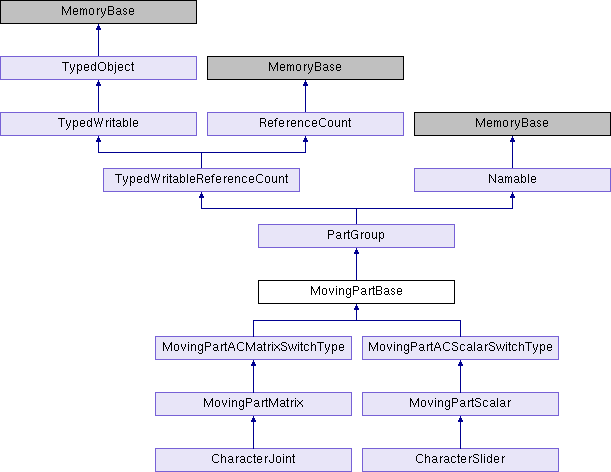 MemoryBase
TypedObject
MemoryBase
TypedWritable
ReferenceCount
MemoryBase
TypedWritableReferenceCount
Namable
PartGroup
MovingPartBase
MovingPartACMatrixSwitchType
MovingPartACScalarSwitchType
MovingPartMatrix
MovingPartScalar
CharacterJoint
CharacterSlider